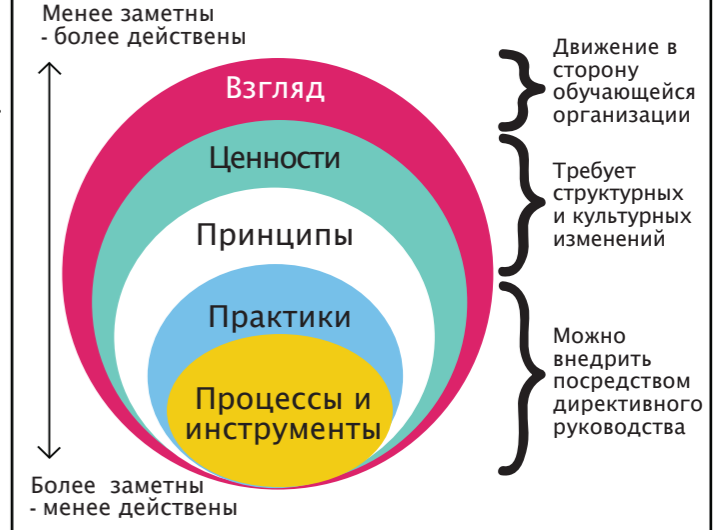 Менее заметны
- более действены
Взгляд
Ценности
Принципы
Практики
Процессы и
инструменты
Движение в
сторону
обучающейся
организации
Требует
структурных
и культурных
изменений
Можно
внедрить
посредством
директивного
руководства
Более заметны
- менее действены